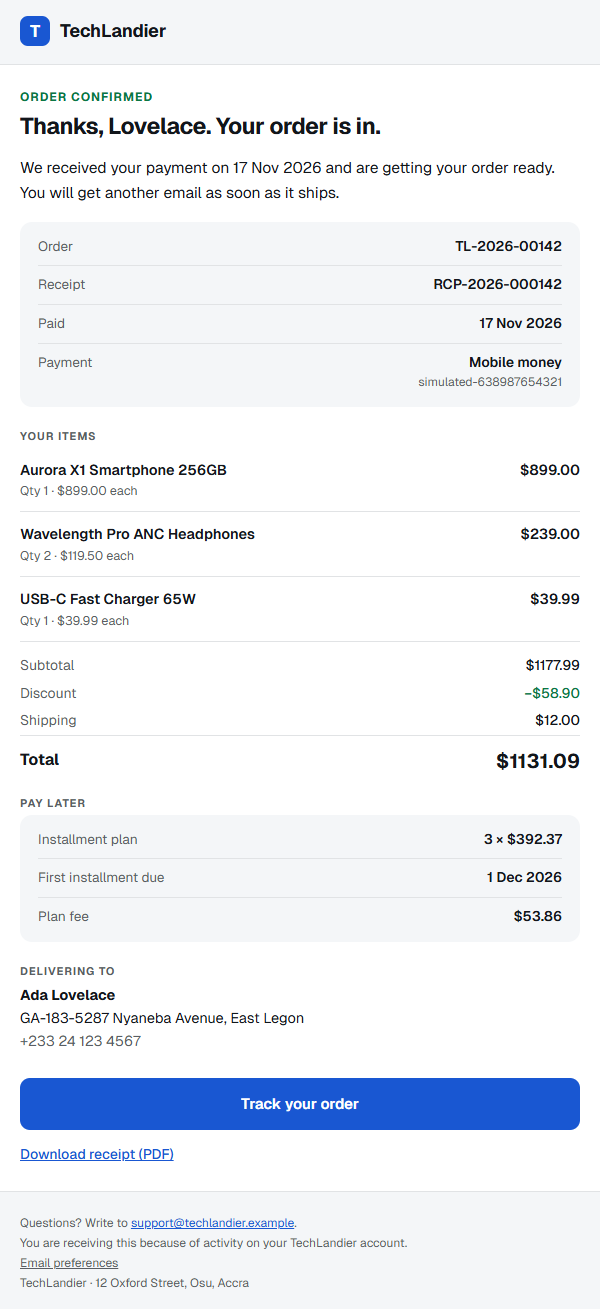 T TechLandier
ORDER CONFIRMED
Thanks, Lovelace. Your order is in.
We received your payment on 17 Nov 2026 and are getting your order ready.
You will get another email as soon as it ships.
Order TL-2026-00142
Receipt RCP-2026-000142
Paid 17 Nov 2026
Payment Mobile money
simulated-638987654321
YOUR ITEMS
Aurora X1 Smartphone 256GB $899.00
Qty 1 · $899.00 each
Wavelength Pro ANC Headphones $239.00
Qty 2 · $119.50 each
USB-C Fast Charger 65W $39.99
Qty 1 · $39.99 each
Subtotal $1177.99
Discount −$58.90
Shipping $12.00
Total $1131.09
PAY LATER
Installment plan 3 × $392.37
First installment due 1 Dec 2026
Plan fee $53.86
DELIVERING TO
Ada Lovelace
GA-183-5287 Nyaneba Avenue, East Legon
+233 24 123 4567
Track your order
Download receipt (PDF)
Questions? Write to support@techlandier.example.
You are receiving this because of activity on your TechLandier account.
Email preferences
TechLandier · 12 Oxford Street, Osu, Accra